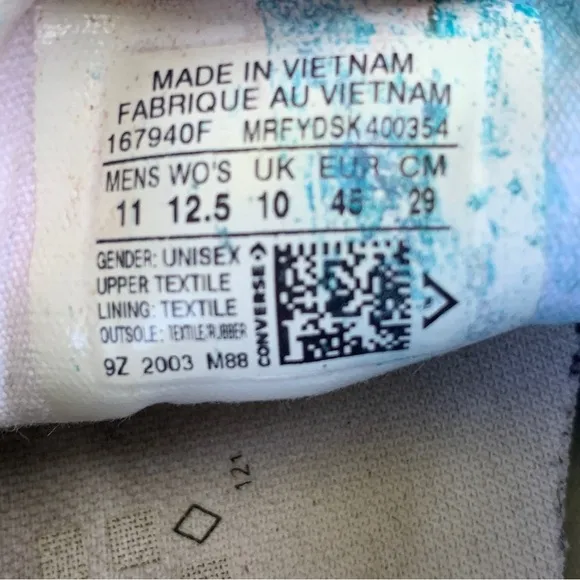 MADE IN VIETNAM
FABRIQUE AU VIETNAM
167940F MRFYDSK400354
MENS WO'S UK EUR CM
11 12.5 10 45 29
GENDER: UNISEX
UPPER TEXTILE
LINING: TEXTILE
OUTSOLE: TEXTILE/RUBBER
9Z 2003 M88
CONVERSE
121